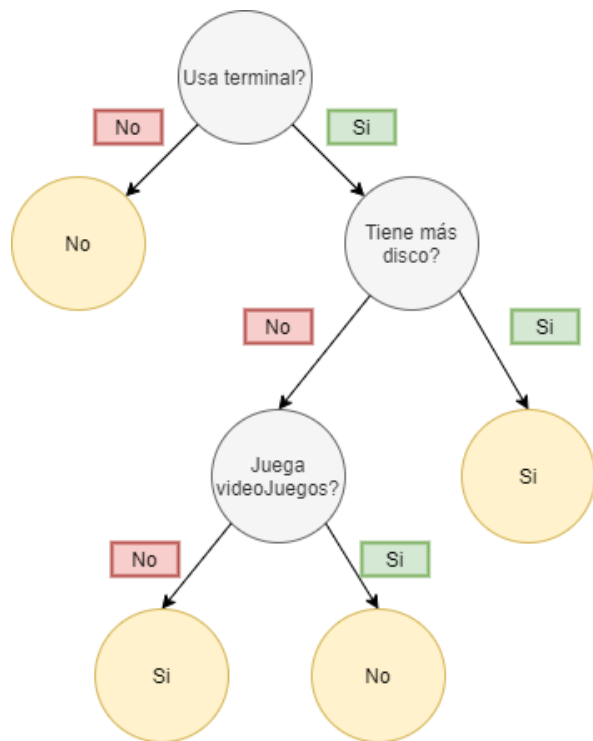 Usa terminal?
No
Si
No
Tiene más
disco?
No
Si
Juega
videoJuegos?
Si
No
Si
Si
No